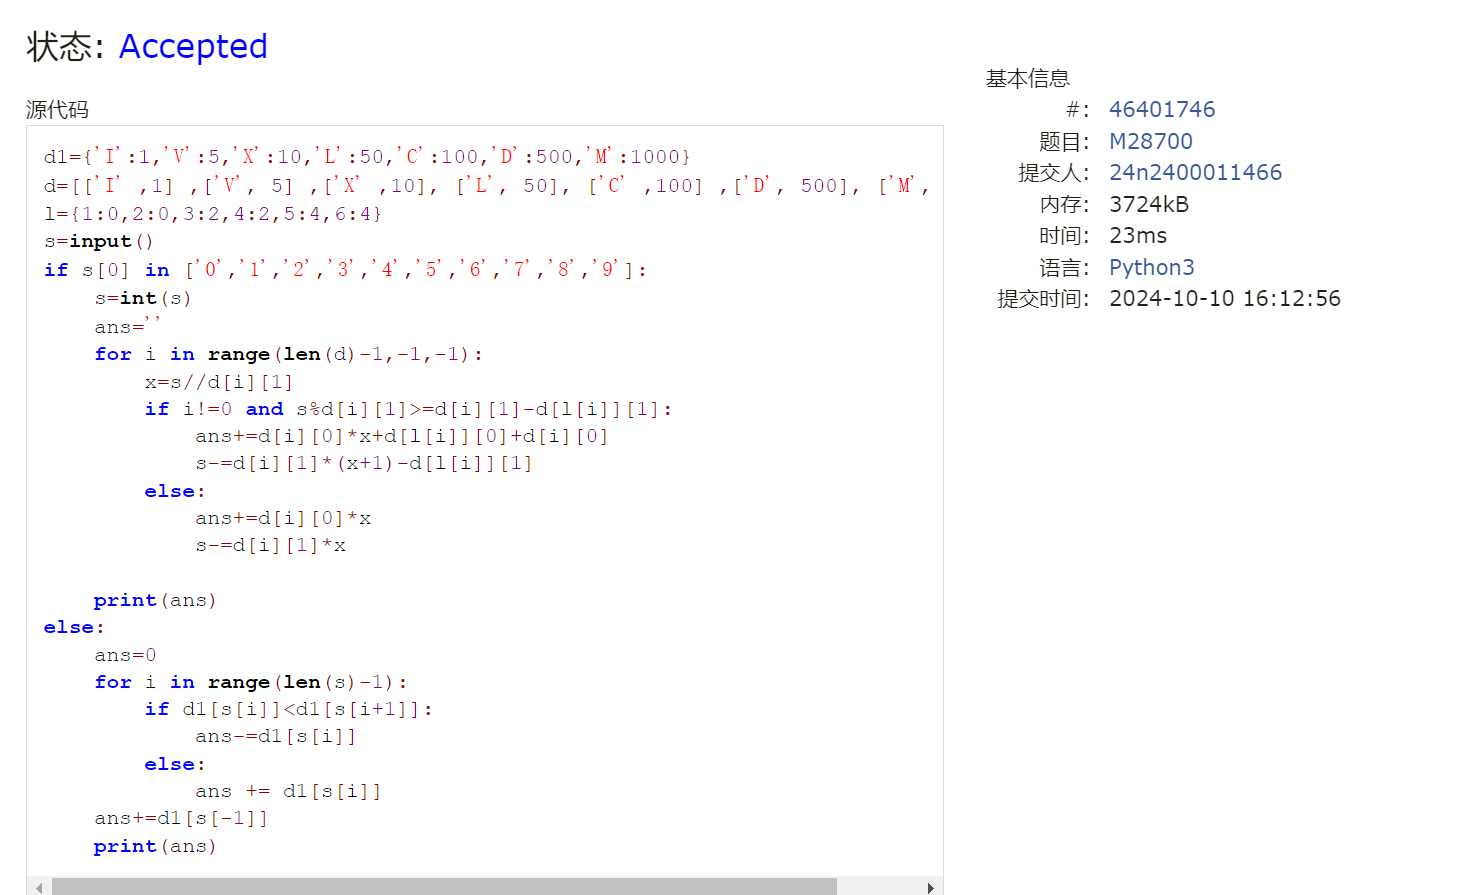 状态: Accepted
源代码
d1={'I':1,'V':5,'X':10,'L':50,'C':100,'D':500,'M':1000}
d=[['I' ,1] ,['V', 5] ,['X' ,10], ['L', 50], ['C' ,100] ,['D', 500], ['M',
l={1:0,2:0,3:2,4:2,5:4,6:4}
s=input()
if s[0] in ['0','1','2','3','4','5','6','7','8','9']:
    s=int(s)
    ans=''
    for i in range(len(d)-1,-1,-1):
        x=s//d[i][1]
        if i!=0 and s%d[i][1]>=d[i][1]-d[l[i]][1]:
            ans+=d[i][0]*x+d[l[i]][0]+d[i][0]
            s-=d[i][1]*(x+1)-d[l[i]][1]
        else:
            ans+=d[i][0]*x
            s-=d[i][1]*x
    print(ans)
else:
    ans=0
    for i in range(len(s)-1):
        if d1[s[i]]<d1[s[i+1]]:
            ans-=d1[s[i]]
        else:
            ans += d1[s[i]]
    ans+=d1[s[-1]]
    print(ans)
基本信息
#: 46401746
题目: M28700
提交人: 24n2400011466
内存: 3724kB
时间: 23ms
语言: Python3
提交时间: 2024-10-10 16:12:56